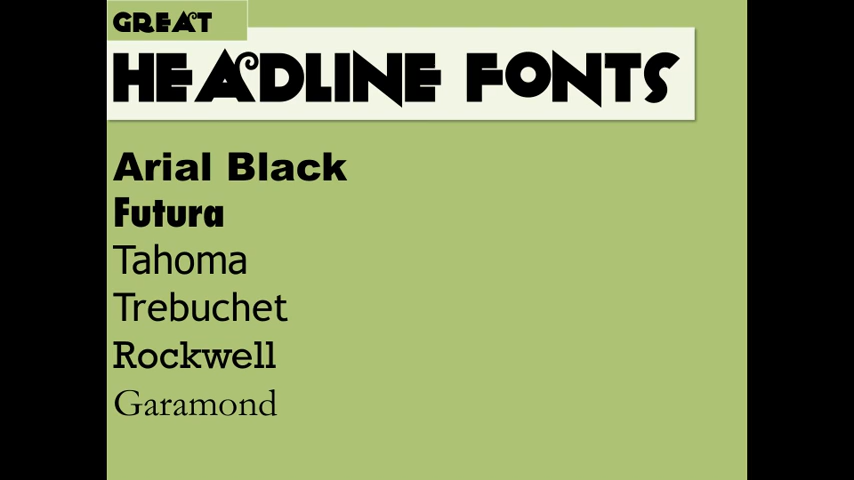 GREAT
HEADLINE FONTS
Arial Black
Futura
Tahoma
Trebuchet
Rockwell
Garamond